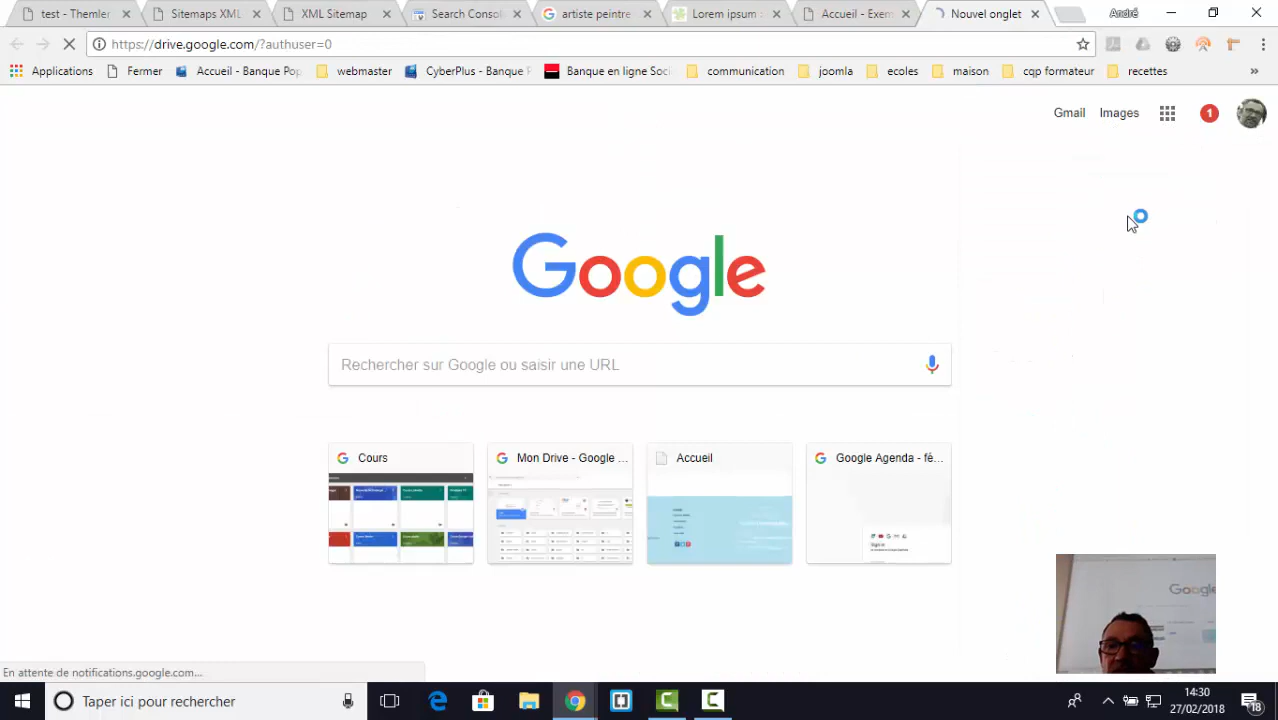 test - Themler
Sitemaps XML
XML Sitemap
Search Conso
artiste peintre
Lorem ipsum
Accueil - Exem
Nouvel onglet
André
https://drive.google.com/?authuser=0
Applications
Fermer
Accueil - Banque Pop
webmaster
CyberPlus - Banque P
Banque en ligne Soci
communication
joomla
ecoles
maison
cqp formateur
recettes
»
Gmail
Images
1
Google
Rechercher sur Google ou saisir une URL
Cours
Mon Drive - Google ...
Accueil
Google Agenda - fé...
Sign in
Google
En attente de notifications.google.com...
Taper ici pour rechercher
14:30
27/02/2018
18